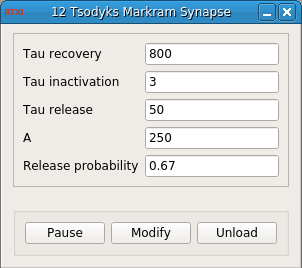 RTXI 12 Tsodyks Markram Synapse
Tau recovery 800
Tau inactivation 3
Tau release 50
A 250
Release probability 0.67
Pause Modify Unload